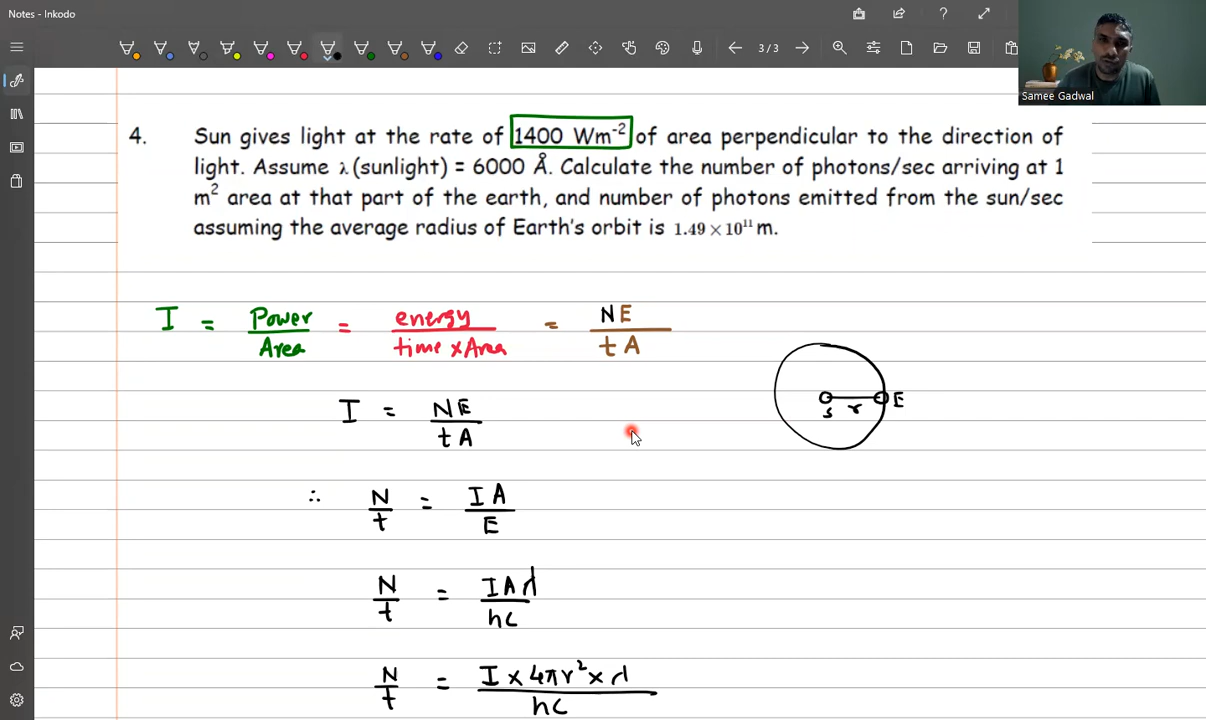 Notes - Inkodo
3/3
Samee Gadwal
4. Sun gives light at the rate of 1400 Wm⁻² of area perpendicular to the direction of
light. Assume λ (sunlight) = 6000 Å. Calculate the number of photons/sec arriving at 1
m² area at that part of the earth, and number of photons emitted from the sun/sec
assuming the average radius of Earth's orbit is 1.49 × 10¹¹ m.
I = Power / Area = energy / time x Area = NE / tA
S r E
I = NE / tA
∴ N / t = IA / E
N / t = IAλ / hc
N / t = I x 4πr² x λ / hc